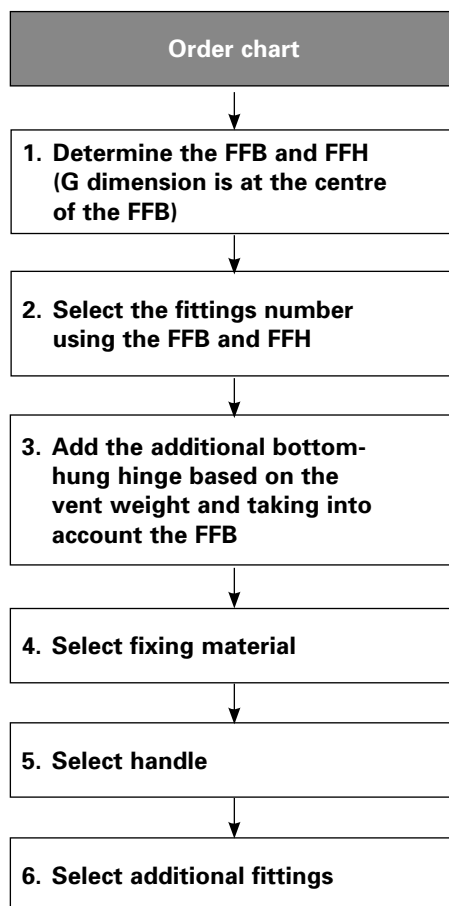 Order chart
1. Determine the FFB and FFH
(G dimension is at the centre
of the FFB)
2. Select the fittings number
using the FFB and FFH
3. Add the additional bottom-
hung hinge based on the
vent weight and taking into
account the FFB
4. Select fixing material
5. Select handle
6. Select additional fittings